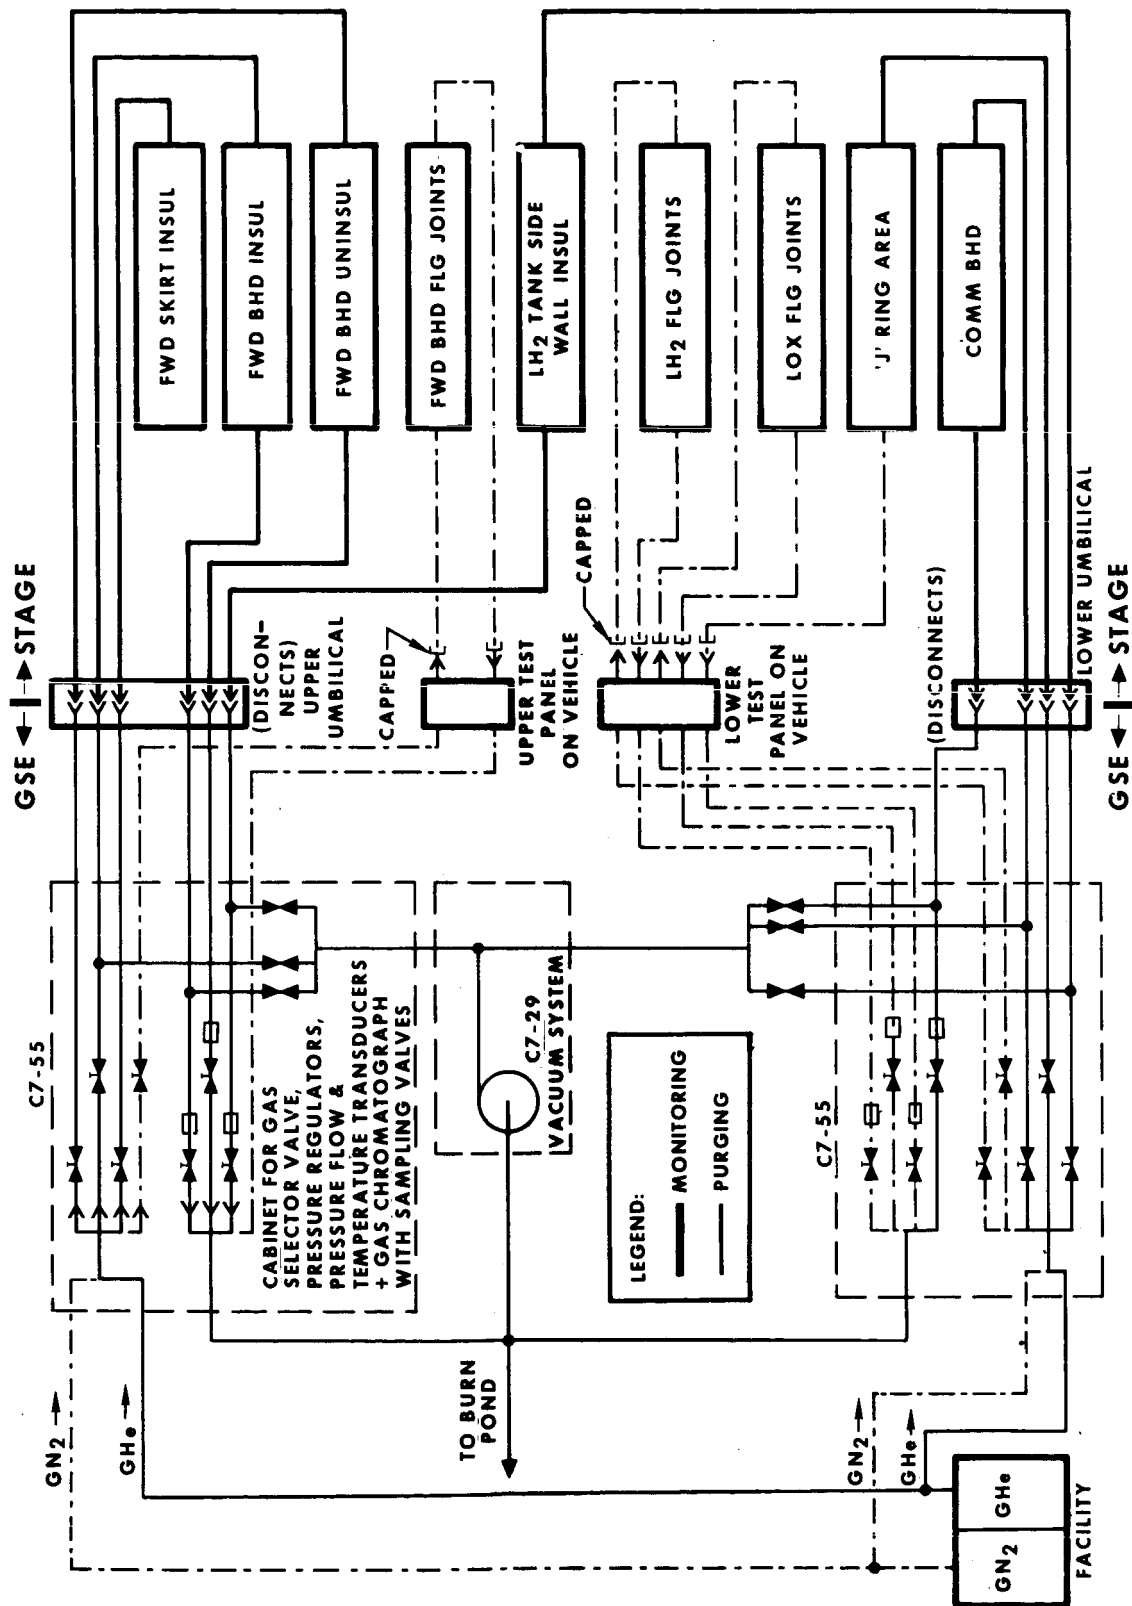 GSE STAGE
FWD SKIRT INSUL
FWD BHD INSUL
FWD BHD UNINSUL
FWD BHD FLG JOINTS
LH2 TANK SIDE
WALL INSUL
LH2 FLG JOINTS
LOX FLG JOINTS
'J' RING AREA
COMM BHD
(DISCON-
NECTS)
UPPER
UMBILICAL
CAPPED
UPPER TEST
PANEL
ON VEHICLE
CAPPED
LOWER
TEST
PANEL ON
VEHICLE
(DISCONNECTS)
LOWER UMBILICAL
GSE STAGE
C7-55
CABINET FOR GAS
SELECTOR VALVE,
PRESSURE REGULATORS,
PRESSURE FLOW &
TEMPERATURE TRANSDUCERS
+ GAS CHROMATOGRAPH
WITH SAMPLING VALVES
C7-29
VACUUM SYSTEM
LEGEND:
MONITORING
PURGING
C7-55
GN2
GHe
TO BURN
POND
GN2
GHe
GN2 GHe
FACILITY